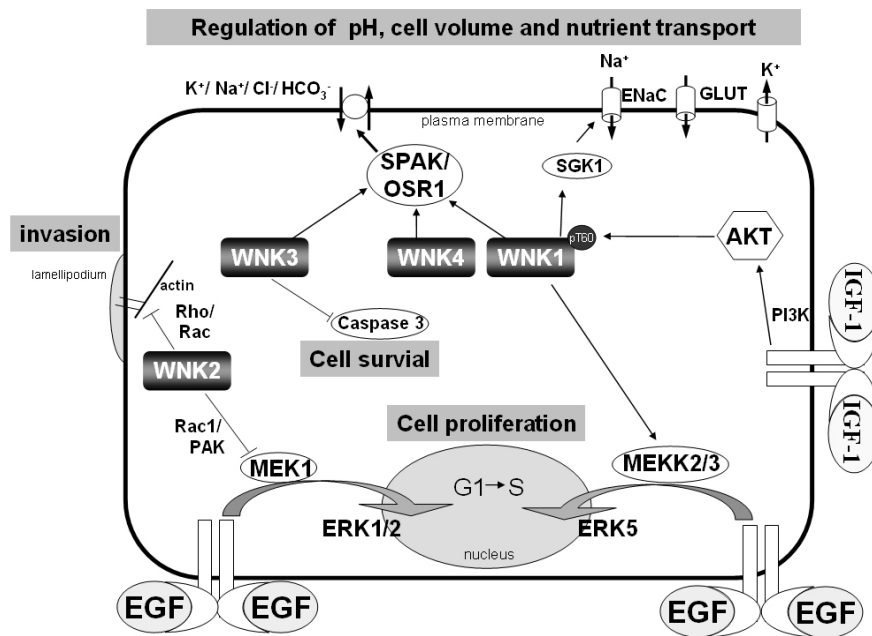 Regulation of pH, cell volume and nutrient transport
K⁺/ Na⁺/ Cl⁻/ HCO₃⁻
Na⁺
ENaC
GLUT
K⁺
plasma membrane
SPAK/
OSR1
SGK1
invasion
lamellipodium
actin
WNK3
WNK4
WNK1
pT60
AKT
Rho/
Rac
Caspase 3
Cell survial
PI3K
IGF-1
IGF-1
WNK2
Rac1/
PAK
Cell proliferation
MEK1
MEKK2/3
G1→S
ERK1/2
ERK5
nucleus
EGF
EGF
EGF
EGF